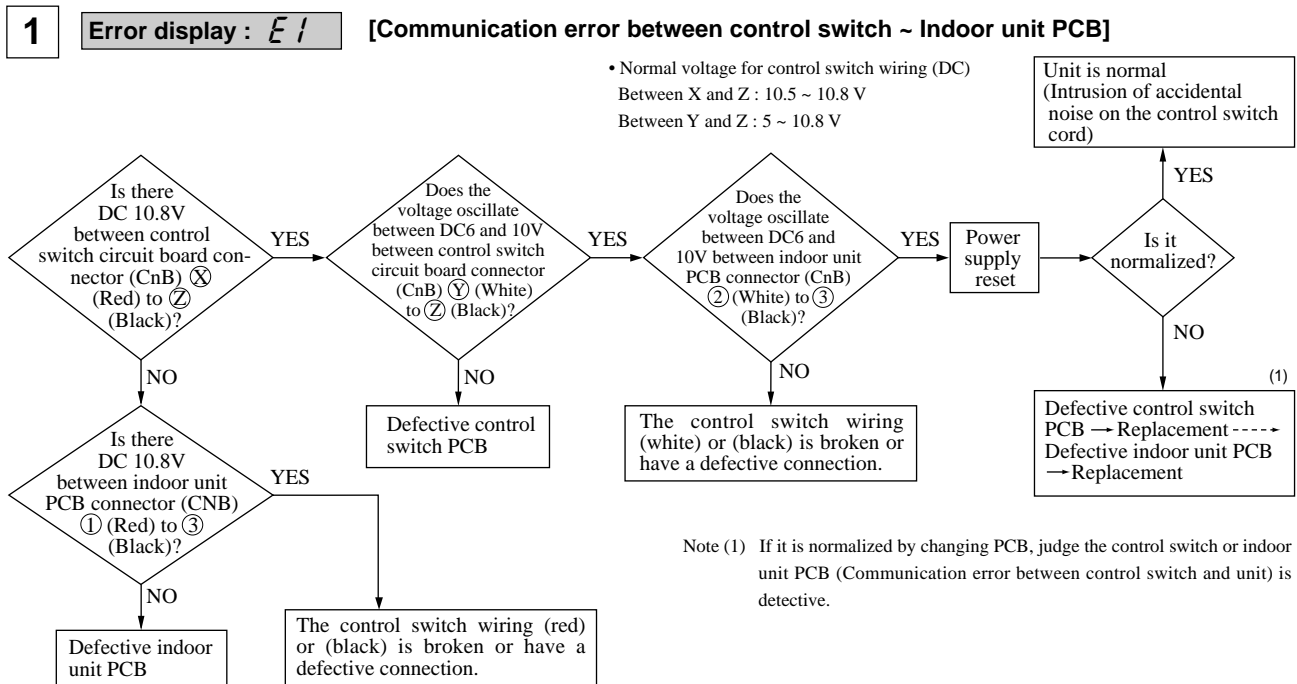 1
Error display : E1
[Communication error between control switch ~ Indoor unit PCB]
• Normal voltage for control switch wiring (DC)
Between X and Z : 10.5 ~ 10.8 V
Between Y and Z : 5 ~ 10.8 V
Unit is normal
(Intrusion of accidental
noise on the control switch
cord)
YES
Is there
DC 10.8V
between control
switch circuit board con-
nector (CnB) Ⓧ
(Red) to Ⓩ
(Black)?
YES
Does the
voltage oscillate
between DC6 and 10V
between control switch
circuit board connector
(CnB) Ⓨ (White)
to Ⓩ (Black)?
YES
Does the
voltage oscillate
between DC6 and
10V between indoor unit
PCB connector (CnB)
② (White) to ③
(Black)?
YES
Power
supply
reset
Is it
normalized?
NO
NO
NO
NO
(1)
Is there
DC 10.8V
between indoor unit
PCB connector (CNB)
① (Red) to ③
(Black)?
YES
Defective control
switch PCB
The control switch wiring
(white) or (black) is broken or
have a defective connection.
Defective control switch
PCB → Replacement ----→
Defective indoor unit PCB
→ Replacement
NO
Note (1) If it is normalized by changing PCB, judge the control switch or indoor
unit PCB (Communication error between control switch and unit) is
detective.
Defective indoor
unit PCB
The control switch wiring (red)
or (black) is broken or have a
defective connection.